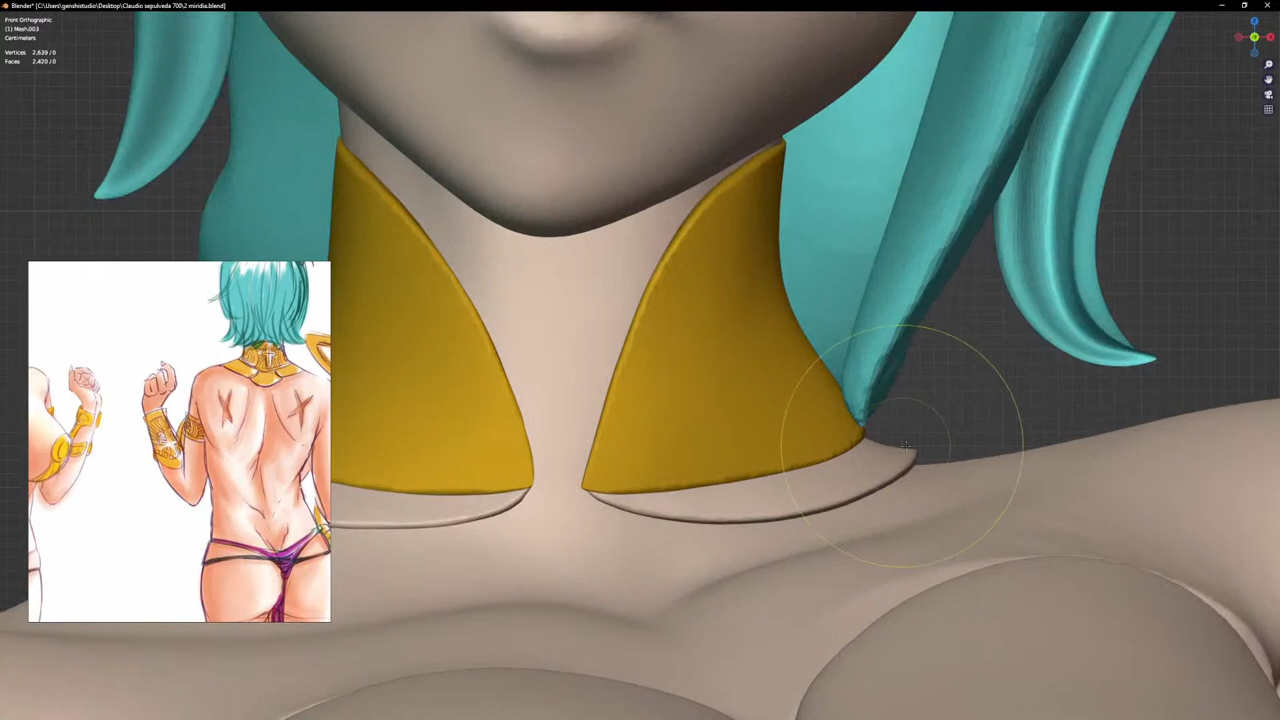 Blender* [C:\Users\genshistudio\Desktop\Claudio sepulveda 700\2 miridia.blend]
Front Orthographic
(1) Mesh.003
Centimeters
Vertices 2,639 / 0
Faces 2,420 / 0